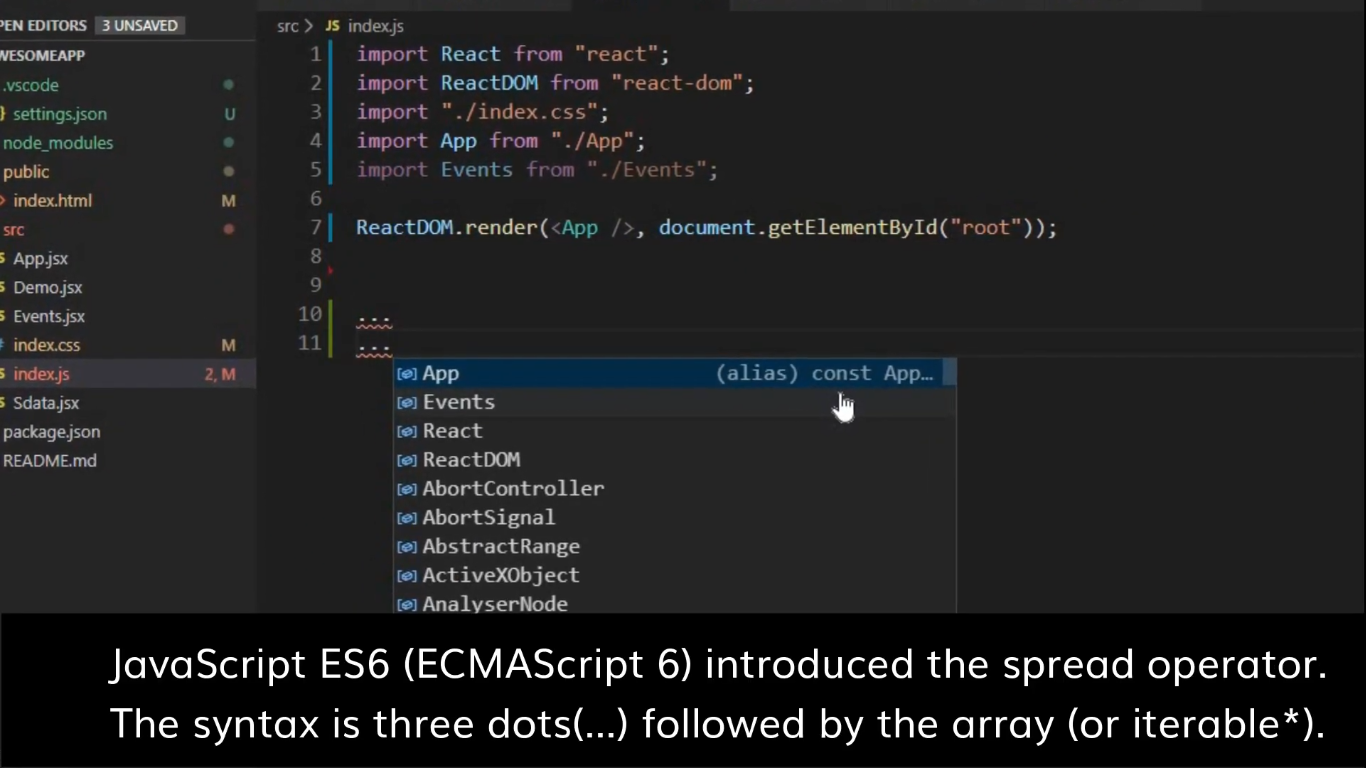 PEN EDITORS 3 UNSAVED
WESOMEAPP
.vscode
settings.json U
node_modules
public
index.html M
src
App.jsx
Demo.jsx
Events.jsx
index.css M
index.js 2, M
Sdata.jsx
package.json
README.md
src > JS index.js
1 import React from "react";
2 import ReactDOM from "react-dom";
3 import "./index.css";
4 import App from "./App";
5 import Events from "./Events";
6
7 ReactDOM.render(<App />, document.getElementById("root"));
8
9
10 ...
11 ...
App (alias) const App…
Events
React
ReactDOM
AbortController
AbortSignal
AbstractRange
ActiveXObject
AnalyserNode
JavaScript ES6 (ECMAScript 6) introduced the spread operator.
The syntax is three dots(...) followed by the array (or iterable*).